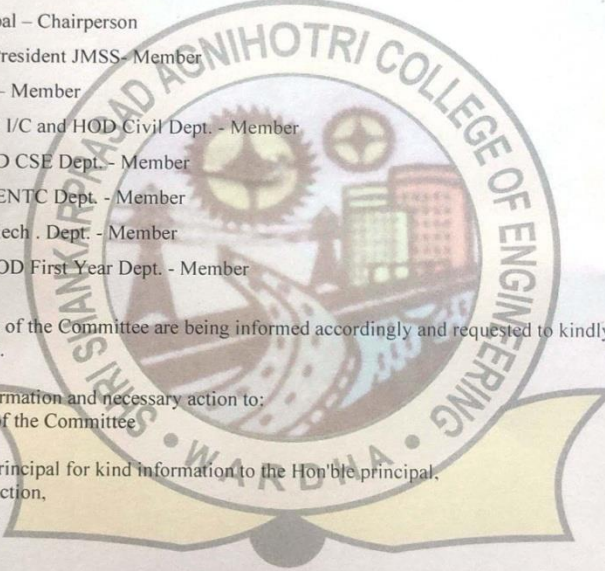 al – Chairperson
resident JMSS- Member
– Member
I/C and HOD Civil Dept. - Member
D CSE Dept. - Member
ENTC Dept. - Member
ech . Dept. - Member
OD First Year Dept. - Member
of the Committee are being informed accordingly and requested to kindly
.
rmation and necessary action to:
of the Committee
rincipal for kind information to the Hon'ble principal,
ction,
SHRI SHANKARPRASAD AGNIHOTRI COLLEGE OF ENGINEERING
• WARDHA •